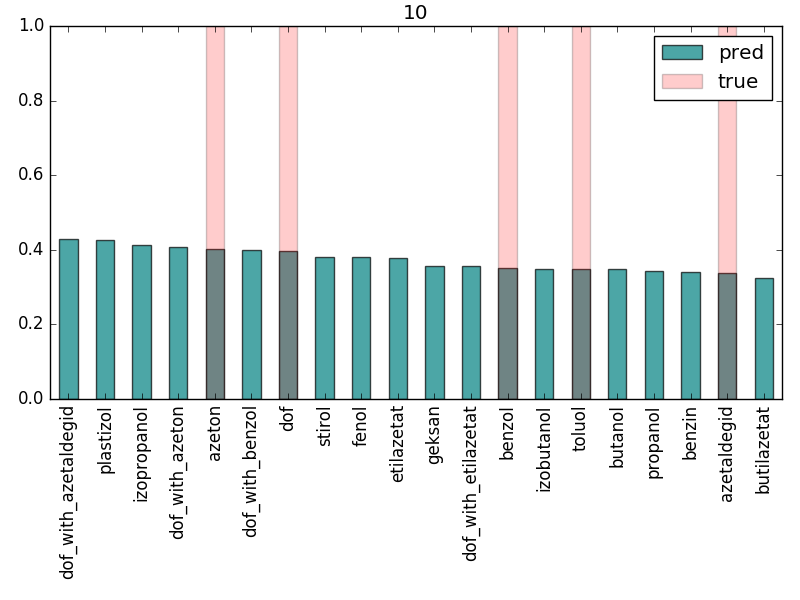 10
1.0
0.8
0.6
0.4
0.2
0.0
pred
true
dof_with_azetaldegid
plastizol
izopropanol
dof_with_azeton
azeton
dof_with_benzol
dof
stirol
fenol
etilazetat
geksan
dof_with_etilazetat
benzol
izobutanol
toluol
butanol
propanol
benzin
azetaldegid
butilazetat